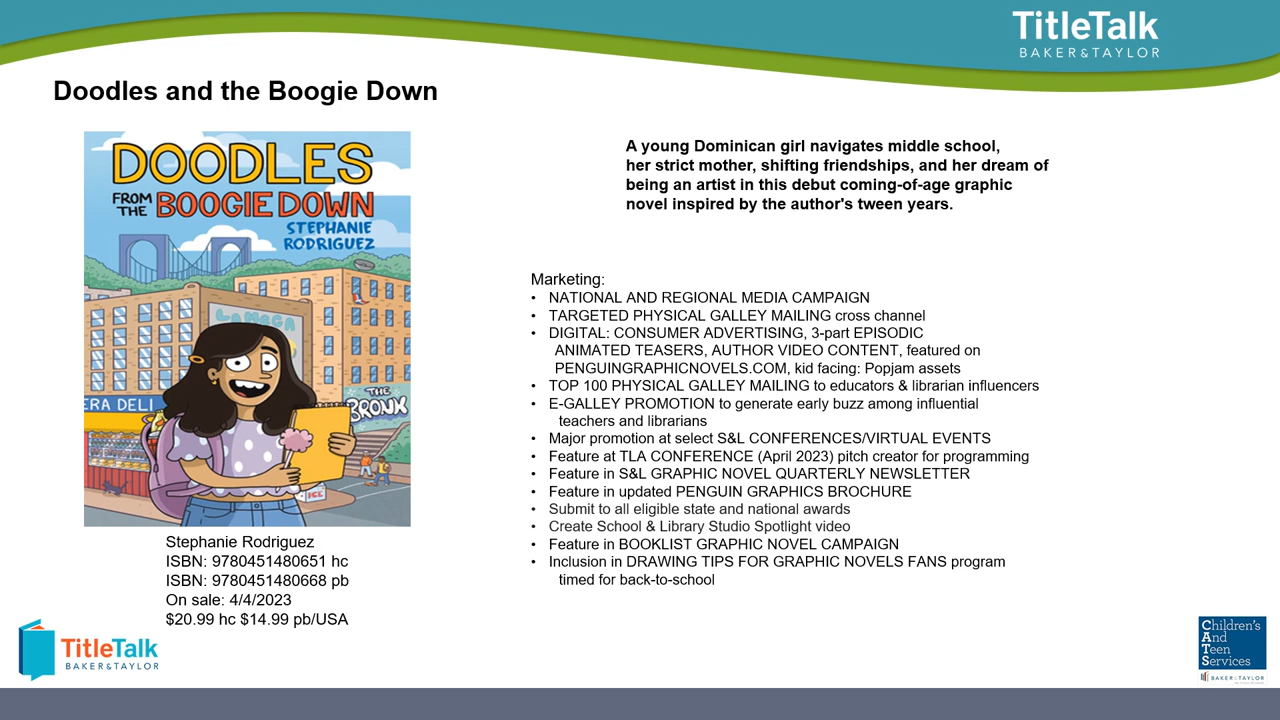 TitleTalk
BAKER & TAYLOR
Doodles and the Boogie Down
DOODLES
FROM THE BOOGIE DOWN
STEPHANIE
RODRIGUEZ
LA MEGA
ERA DELI
THE
BRONX
ICE
A young Dominican girl navigates middle school,
her strict mother, shifting friendships, and her dream of
being an artist in this debut coming-of-age graphic
novel inspired by the author's tween years.
Marketing:
• NATIONAL AND REGIONAL MEDIA CAMPAIGN
• TARGETED PHYSICAL GALLEY MAILING cross channel
• DIGITAL: CONSUMER ADVERTISING, 3-part EPISODIC
ANIMATED TEASERS, AUTHOR VIDEO CONTENT, featured on
PENGUINGRAPHICNOVELS.COM, kid facing: Popjam assets
• TOP 100 PHYSICAL GALLEY MAILING to educators & librarian influencers
• E-GALLEY PROMOTION to generate early buzz among influential
teachers and librarians
• Major promotion at select S&L CONFERENCES/VIRTUAL EVENTS
• Feature at TLA CONFERENCE (April 2023) pitch creator for programming
• Feature in S&L GRAPHIC NOVEL QUARTERLY NEWSLETTER
• Feature in updated PENGUIN GRAPHICS BROCHURE
• Submit to all eligible state and national awards
• Create School & Library Studio Spotlight video
• Feature in BOOKLIST GRAPHIC NOVEL CAMPAIGN
• Inclusion in DRAWING TIPS FOR GRAPHIC NOVELS FANS program
timed for back-to-school
Stephanie Rodriguez
ISBN: 9780451480651 hc
ISBN: 9780451480668 pb
On sale: 4/4/2023
$20.99 hc $14.99 pb/USA
TitleTalk
BAKER & TAYLOR
Children's
And
Teen
Services
BAKER & TAYLOR